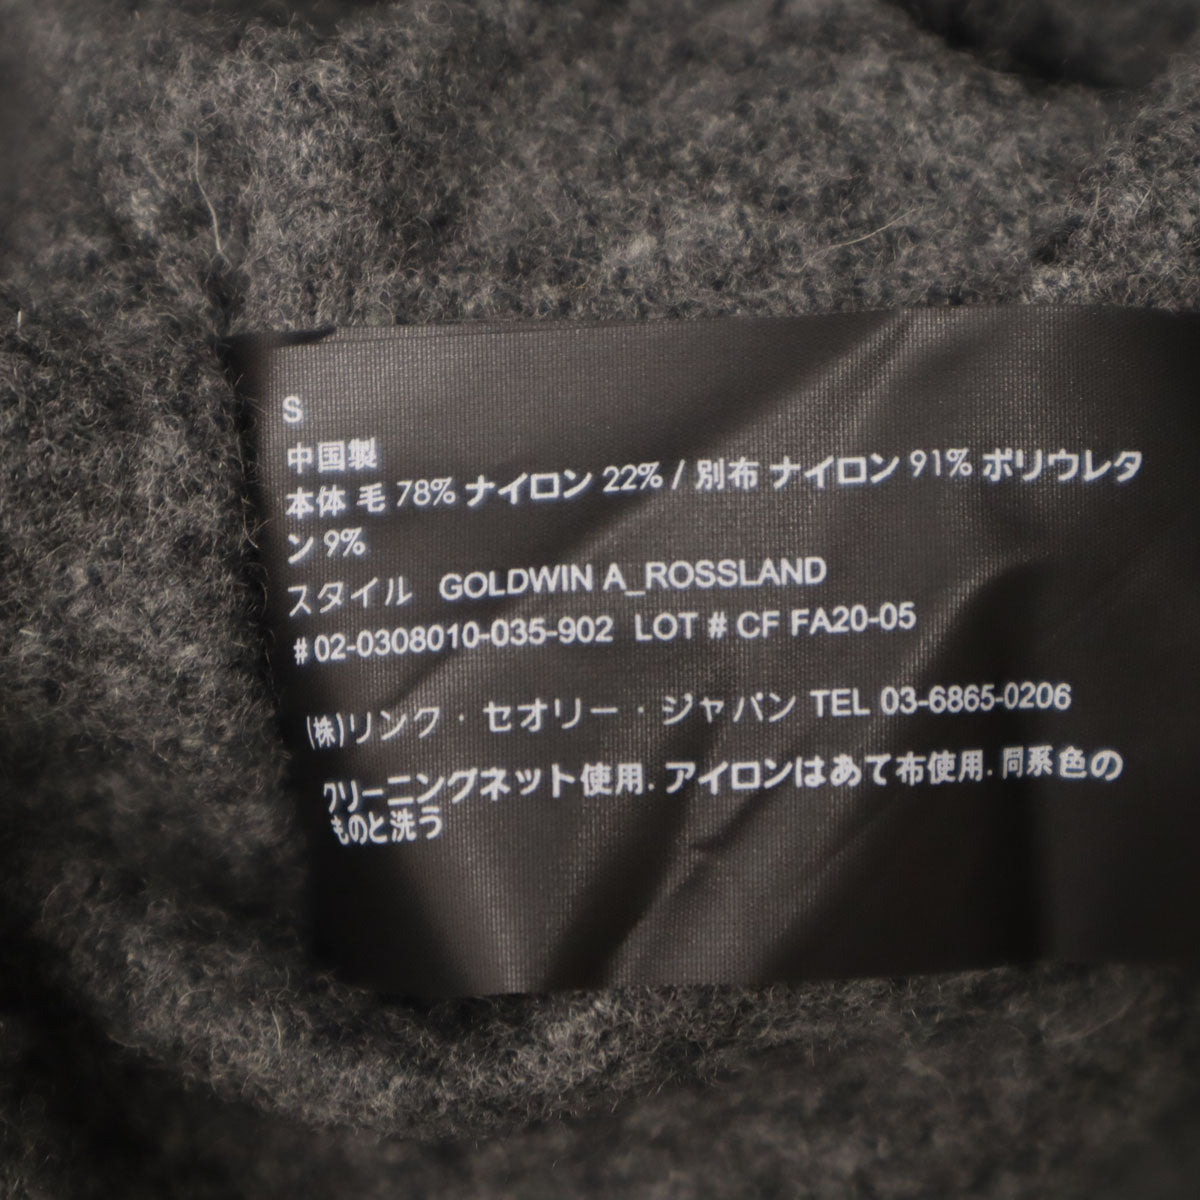 S
中国製
本体 毛 78% ナイロン 22% / 別布 ナイロン 91% ポリウレタ
ン 9%
スタイル GOLDWIN A_ROSSLAND
# 02-0308010-035-902 LOT # CF FA20-05
(株)リンク・セオリー・ジャパン TEL 03-6865-0206
クリーニングネット使用. アイロンはあて布使用. 同系色の
ものと洗う